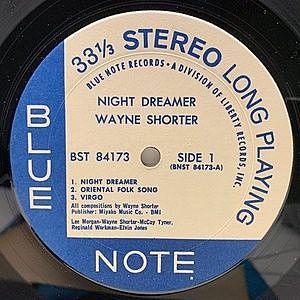 33⅓ STEREO LONG PLAYING
BLUE NOTE RECORDS • A DIVISION OF LIBERTY RECORDS, INC.
NIGHT DREAMER
WAYNE SHORTER
BST 84173 SIDE 1
(BNST 84173-A)
1. NIGHT DREAMER
2. ORIENTAL FOLK SONG
3. VIRGO
All compositions by Wayne Shorter
Publisher: Miyako Music Co. - BMI
Lee Morgan-Wayne Shorter-McCoy Tyner,
Reginald Workman-Elvin Jones
BLUE
NOTE